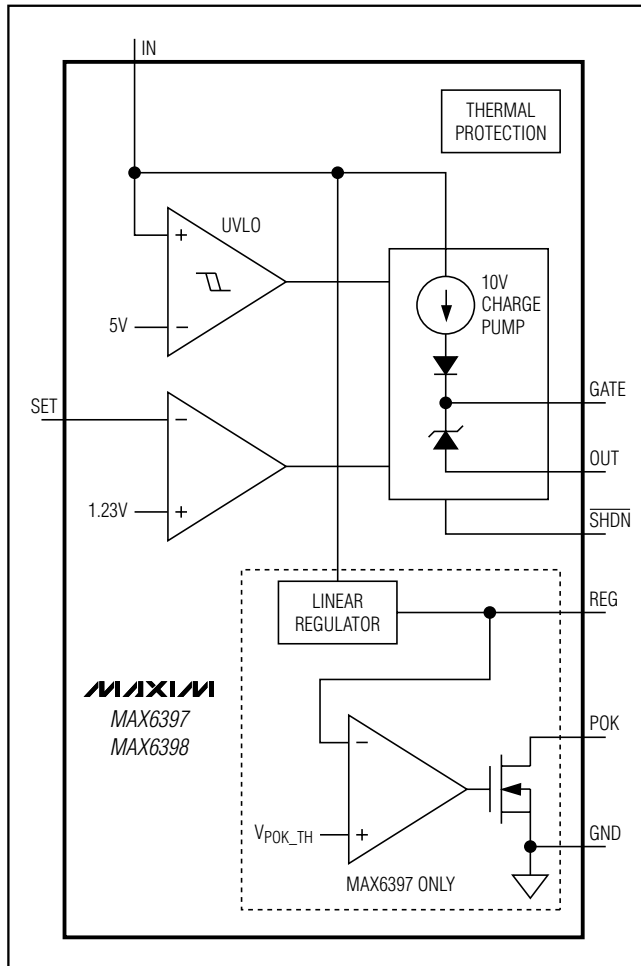 IN
THERMAL
PROTECTION
UVLO
+
5V
−
10V
CHARGE
PUMP
GATE
SET
−
OUT
1.23V
+
SHDN
LINEAR
REGULATOR
REG
MAXIM
MAX6397
MAX6398
−
POK
VPOK_TH
+
GND
MAX6397 ONLY